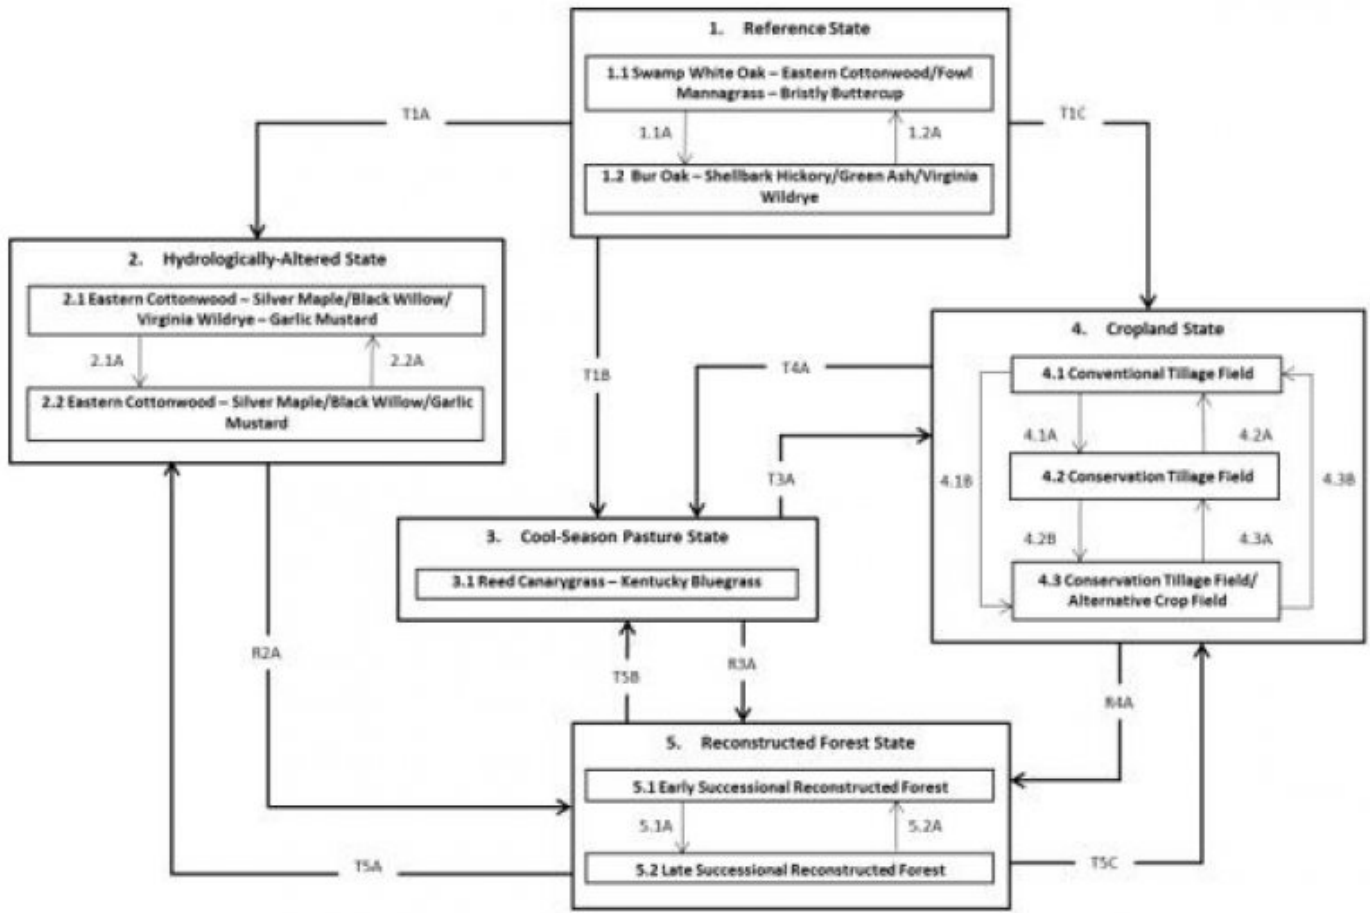 1. Reference State
1.1 Swamp White Oak – Eastern Cottonwood/Fowl
Mannagrass – Bristly Buttercup
1.1A
1.2A
1.2 Bur Oak – Shellbark Hickory/Green Ash/Virginia
Wildrye
T1A
T1C
2. Hydrologically-Altered State
2.1 Eastern Cottonwood – Silver Maple/Black Willow/
Virginia Wildrye – Garlic Mustard
2.1A
2.2A
2.2 Eastern Cottonwood – Silver Maple/Black Willow/Garlic
Mustard
T1B
T4A
T3A
4. Cropland State
4.1 Conventional Tillage Field
4.1A
4.2A
4.2 Conservation Tillage Field
4.1B
4.3B
4.2B
4.3A
4.3 Conservation Tillage Field/
Alternative Crop Field
3. Cool-Season Pasture State
3.1 Reed Canarygrass – Kentucky Bluegrass
R2A
T5B
R3A
R4A
5. Reconstructed Forest State
5.1 Early Successional Reconstructed Forest
5.1A
5.2A
5.2 Late Successional Reconstructed Forest
T5A
T5C